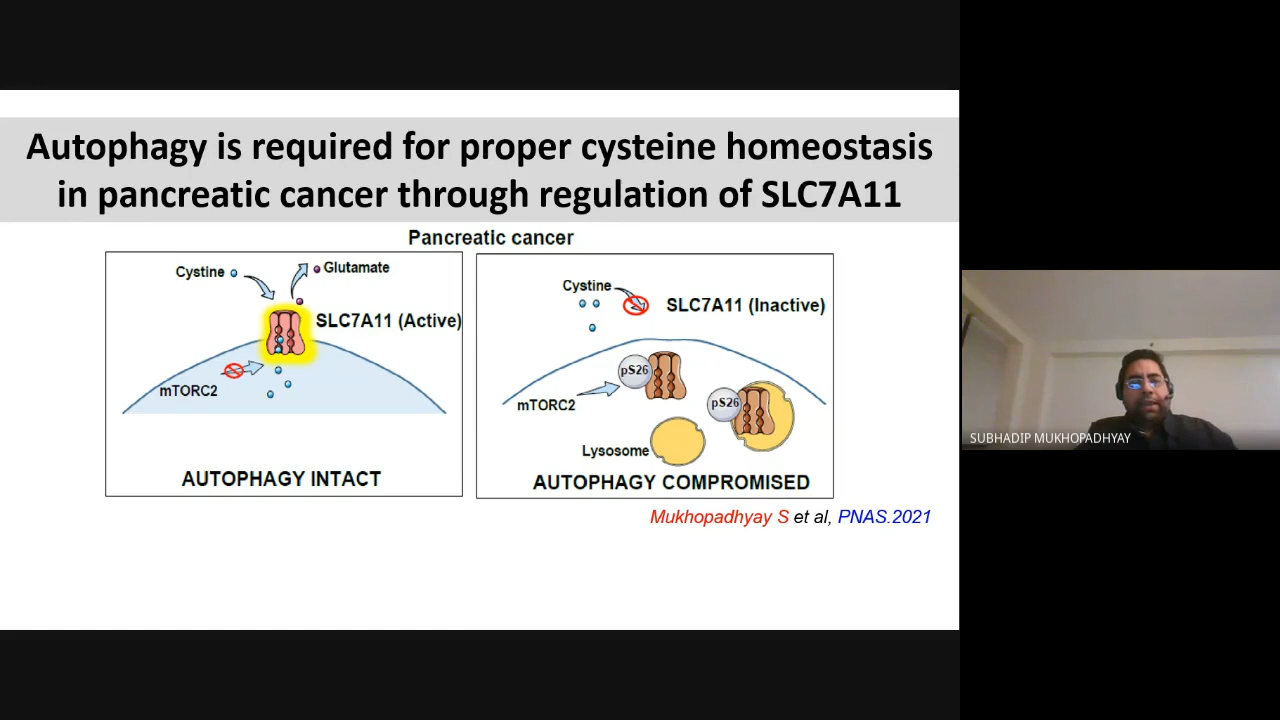 Autophagy is required for proper cysteine homeostasis
in pancreatic cancer through regulation of SLC7A11
Pancreatic cancer
Cystine
Glutamate
SLC7A11 (Active)
mTORC2
AUTOPHAGY INTACT
Cystine
SLC7A11 (Inactive)
pS26
mTORC2
pS26
Lysosome
AUTOPHAGY COMPROMISED
Mukhopadhyay S et al, PNAS.2021
SUBHADIP MUKHOPADHYAY